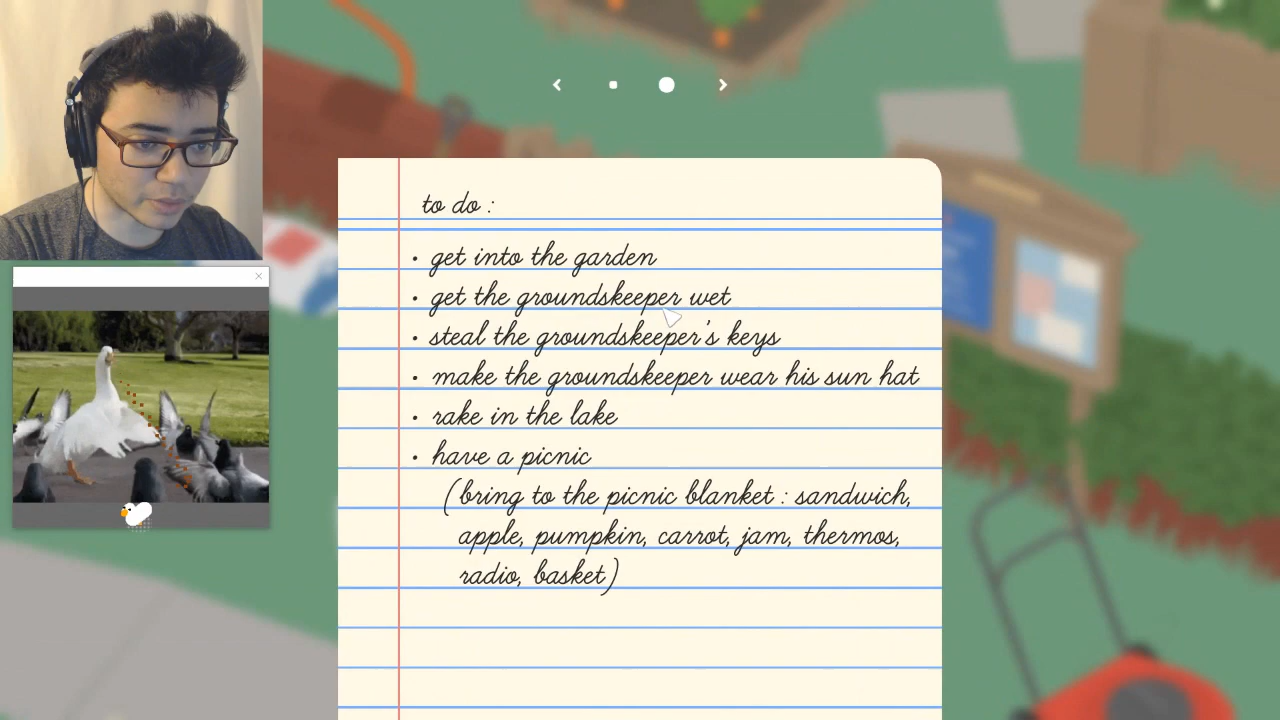 to do :
• get into the garden
• get the groundskeeper wet
• steal the groundskeeper's keys
• make the groundskeeper wear his sun hat
• rake in the lake
• have a picnic
(bring to the picnic blanket : sandwich,
apple, pumpkin, carrot, jam, thermos,
radio, basket)